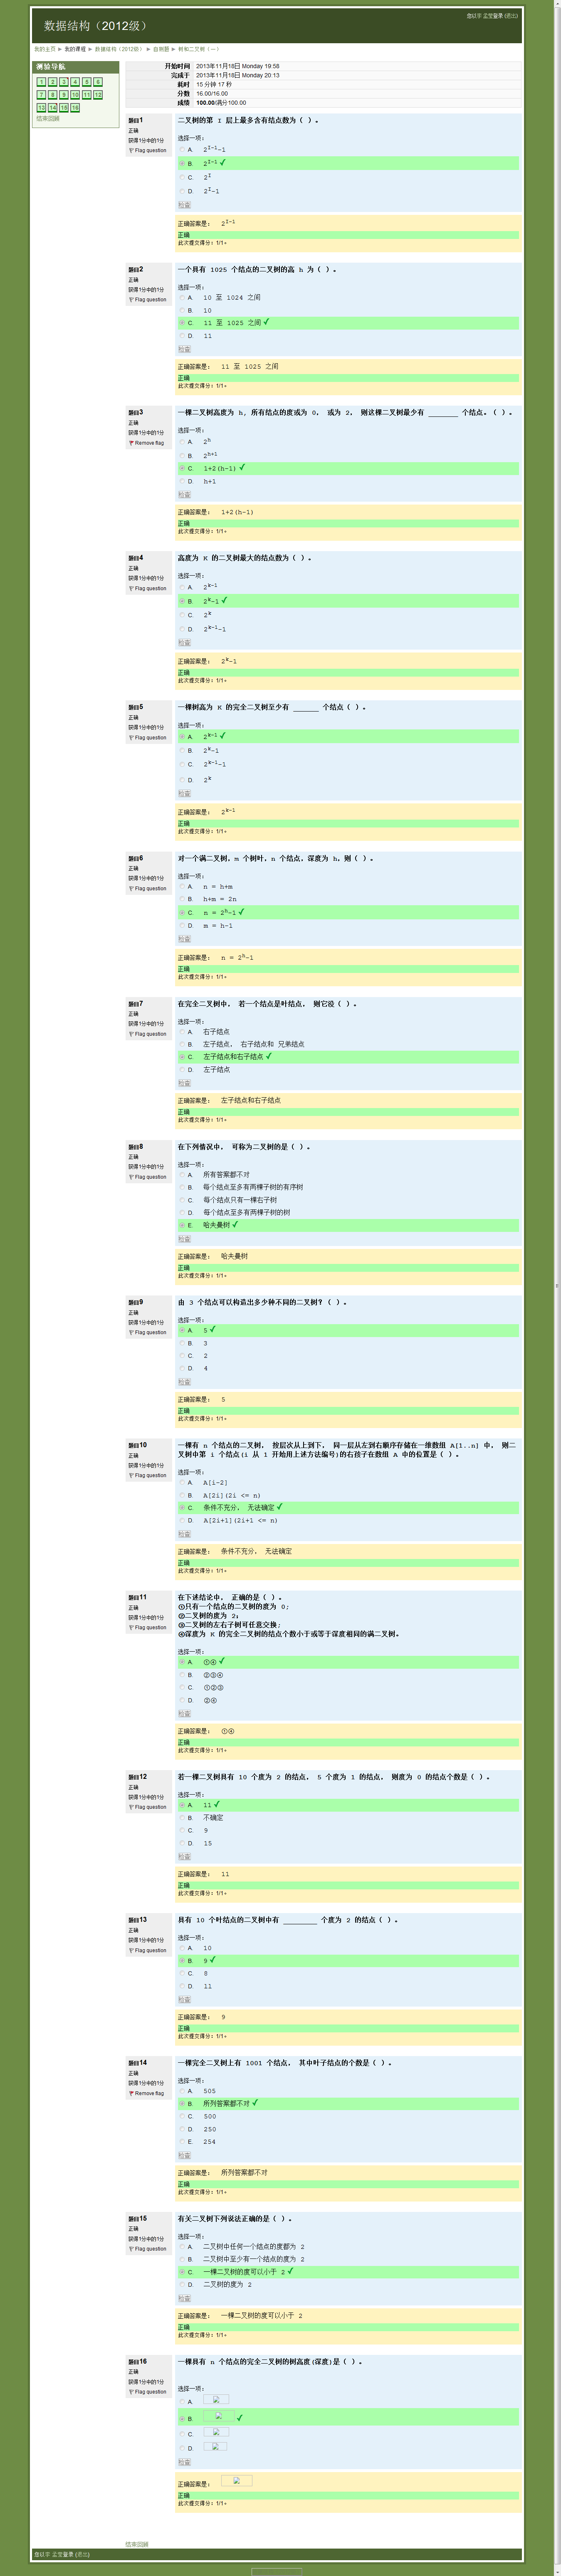 您以 登录 (退出)
数据结构（2012级）
我的主页 ► 我的课程 ► 数据结构（2012级） ► 自测题 ► 树和二叉树（一）
测验导航
1 2 3 4 5 6
7 8 9 10 11 12
13 14 15 16
结束回顾
开始时间 2013年11月18日 Monday 19:58
完成于 2013年11月18日 Monday 20:13
耗时 15 分钟 17 秒
分数 16.00/16.00
成绩 100.00/满分100.00
题目1
正确
获得1分中的1分
Flag question
二叉树的第 I 层上最多含有结点数为（ ）。
选择一项：
A. 2^I-1-1
B. 2^I-1 ✓
C. 2^I
D. 2^I-1
检查
正确答案是： 2^I-1
正确
此次提交得分：1/1。
题目2
正确
获得1分中的1分
Flag question
一个具有 1025 个结点的二叉树的高 h 为（ ）。
选择一项：
A. 10 至 1024 之间
B. 10
C. 11 至 1025 之间 ✓
D. 11
检查
正确答案是： 11 至 1025 之间
正确
此次提交得分：1/1。
题目3
正确
获得1分中的1分
Remove flag
一棵二叉树高度为 h, 所有结点的度或为 0， 或为 2， 则这棵二叉树最少有 _______ 个结点。（ ）。
选择一项：
A. 2^h
B. 2^h+1
C. 1+2(h-1) ✓
D. h+1
检查
正确答案是： 1+2(h-1)
正确
此次提交得分：1/1。
题目4
正确
获得1分中的1分
Flag question
高度为 K 的二叉树最大的结点数为（ ）。
选择一项：
A. 2^k-1
B. 2^k-1 ✓
C. 2^k
D. 2^k-1-1
检查
正确答案是： 2^k-1
正确
此次提交得分：1/1。
题目5
正确
获得1分中的1分
Flag question
一棵树高为 K 的完全二叉树至少有 ______ 个结点（ ）。
选择一项：
A. 2^k-1 ✓
B. 2^k-1
C. 2^k-1-1
D. 2^k
检查
正确答案是： 2^k-1
正确
此次提交得分：1/1。
题目6
正确
获得1分中的1分
Flag question
对一个满二叉树，m 个树叶，n 个结点，深度为 h，则（ ）。
选择一项：
A. n = h+m
B. h+m = 2n
C. n = 2^h-1 ✓
D. m = h-1
检查
正确答案是： n = 2^h-1
正确
此次提交得分：1/1。
题目7
正确
获得1分中的1分
Flag question
在完全二叉树中， 若一个结点是叶结点， 则它没（ ）。
选择一项：
A. 右子结点
B. 左子结点， 右子结点和 兄弟结点
C. 左子结点和右子结点 ✓
D. 左子结点
检查
正确答案是： 左子结点和右子结点
正确
此次提交得分：1/1。
题目8
正确
获得1分中的1分
Flag question
在下列情况中， 可称为二叉树的是（ ）。
选择一项：
A. 所有答案都不对
B. 每个结点至多有两棵子树的有序树
C. 每个结点只有一棵右子树
D. 每个结点至多有两棵子树的树
E. 哈夫曼树 ✓
检查
正确答案是： 哈夫曼树
正确
此次提交得分：1/1。
题目9
正确
获得1分中的1分
Flag question
由 3 个结点可以构造出多少种不同的二叉树？（ ）。
选择一项：
A. 5 ✓
B. 3
C. 2
D. 4
检查
正确答案是： 5
正确
此次提交得分：1/1。
题目10
正确
获得1分中的1分
Flag question
一棵有 n 个结点的二叉树， 按层次从上到下， 同一层从左到右顺序存储在一维数组 A[1..n] 中， 则二
叉树中第 i 个结点(i 从 1 开始用上述方法编号)的右孩子在数组 A 中的位置是（ ）。
选择一项：
A. A[i-2]
B. A[2i](2i <= n)
C. 条件不充分， 无法确定 ✓
D. A[2i+1](2i+1 <= n)
检查
正确答案是： 条件不充分， 无法确定
正确
此次提交得分：1/1。
题目11
正确
获得1分中的1分
Flag question
在下述结论中， 正确的是（ ）。
①只有一个结点的二叉树的度为 0;
②二叉树的度为 2;
③二叉树的左右子树可任意交换;
④深度为 K 的完全二叉树的结点个数小于或等于深度相同的满二叉树。
选择一项：
A. ①④ ✓
B. ②③④
C. ①②③
D. ②④
检查
正确答案是： ①④
正确
此次提交得分：1/1。
题目12
正确
获得1分中的1分
Flag question
若一棵二叉树具有 10 个度为 2 的结点， 5 个度为 1 的结点， 则度为 0 的结点个数是（ ）。
选择一项：
A. 11 ✓
B. 不确定
C. 9
D. 15
检查
正确答案是： 11
正确
此次提交得分：1/1。
题目13
正确
获得1分中的1分
Flag question
具有 10 个叶结点的二叉树中有 ________ 个度为 2 的结点（ ）。
选择一项：
A. 10
B. 9 ✓
C. 8
D. 11
检查
正确答案是： 9
正确
此次提交得分：1/1。
题目14
正确
获得1分中的1分
Remove flag
一棵完全二叉树上有 1001 个结点， 其中叶子结点的个数是（ ）。
选择一项：
A. 505
B. 所列答案都不对 ✓
C. 500
D. 250
E. 254
检查
正确答案是： 所列答案都不对
正确
此次提交得分：1/1。
题目15
正确
获得1分中的1分
Flag question
有关二叉树下列说法正确的是（ ）。
选择一项：
A. 二叉树中任何一个结点的度都为 2
B. 二叉树中至少有一个结点的度为 2
C. 一棵二叉树的度可以小于 2 ✓
D. 二叉树的度为 2
检查
正确答案是： 一棵二叉树的度可以小于 2
正确
此次提交得分：1/1。
题目16
正确
获得1分中的1分
Flag question
一棵具有 n 个结点的完全二叉树的树高度(深度)是（ ）。
选择一项：
A.
B. ✓
C.
D.
检查
正确答案是：
正确
此次提交得分：1/1。
结束回顾
您以 登录 (退出)